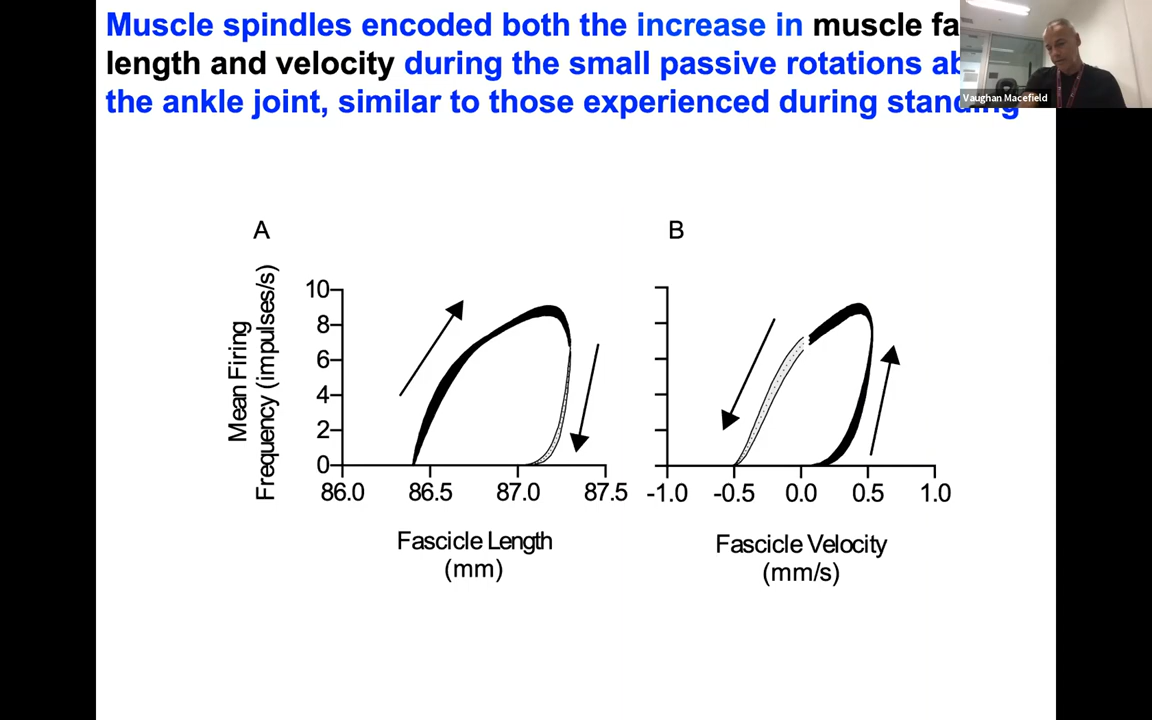 Muscle spindles encoded both the increase in muscle fa
length and velocity during the small passive rotations ab
the ankle joint, similar to those experienced during standing
Vaughan Macefield
A
B
Mean Firing
Frequency (impulses/s)
10
8
6
4
2
0
86.0 86.5 87.0 87.5
-1.0 -0.5 0.0 0.5 1.0
Fascicle Length
(mm)
Fascicle Velocity
(mm/s)